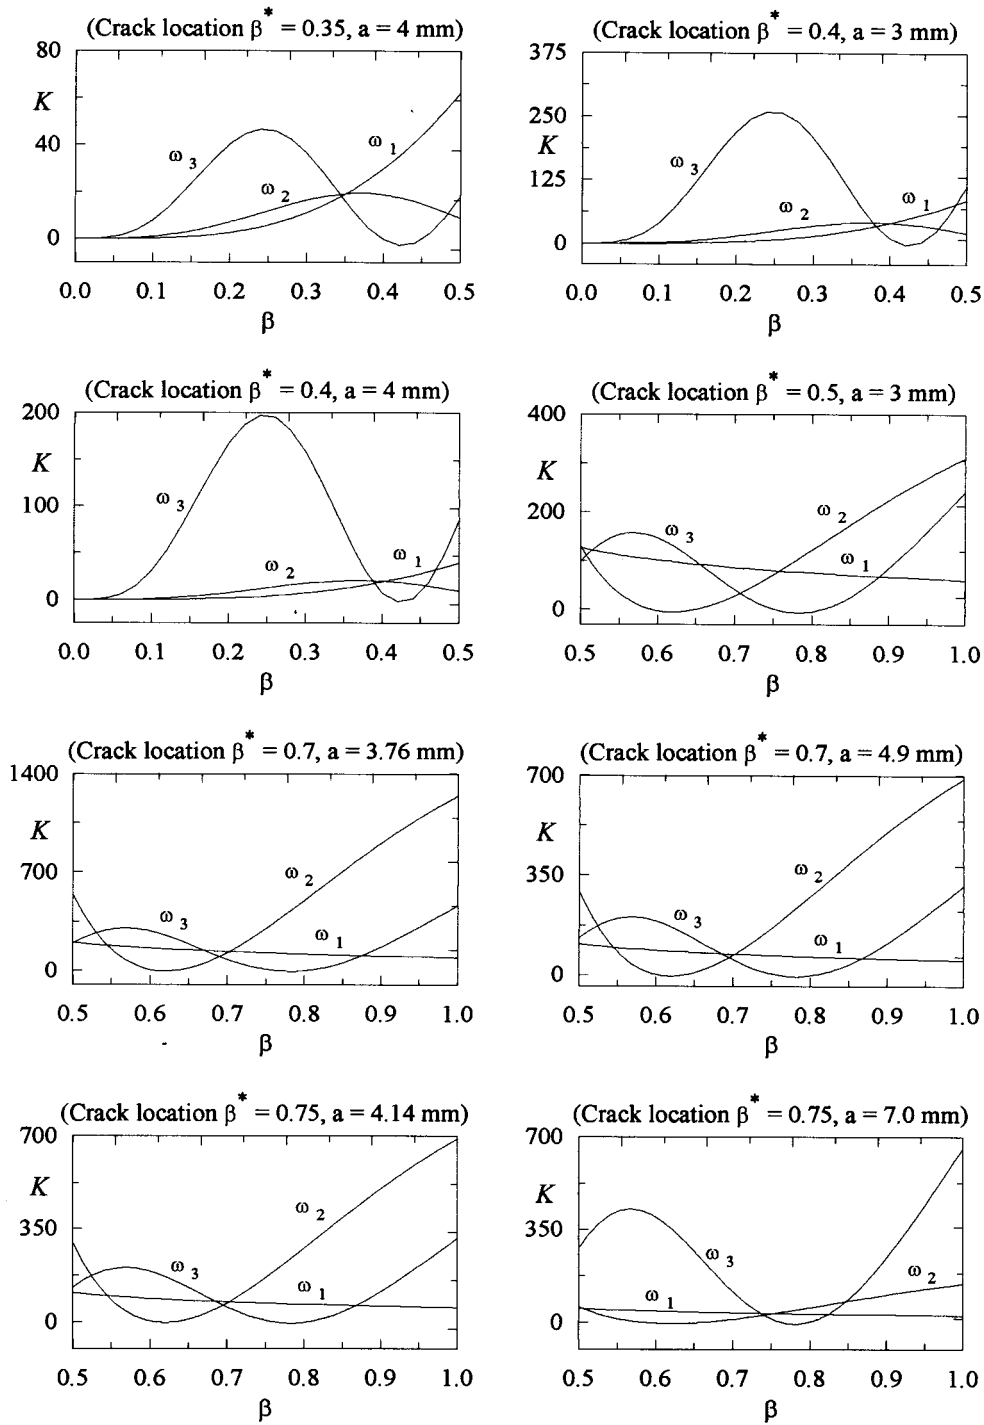 (Crack location β* = 0.35, a = 4 mm)
80
K
40
0
ω3
ω2
ω1
0.0 0.1 0.2 0.3 0.4 0.5
β
(Crack location β* = 0.4, a = 3 mm)
375
250
K
125
0
ω3
ω2
ω1
0.0 0.1 0.2 0.3 0.4 0.5
β
(Crack location β* = 0.4, a = 4 mm)
200
K
100
0
ω3
ω2
ω1
0.0 0.1 0.2 0.3 0.4 0.5
β
(Crack location β* = 0.5, a = 3 mm)
400
K
200
0
ω3
ω2
ω1
0.5 0.6 0.7 0.8 0.9 1.0
β
(Crack location β* = 0.7, a = 3.76 mm)
1400
K
700
0
ω3
ω2
ω1
0.5 0.6 0.7 0.8 0.9 1.0
β
(Crack location β* = 0.7, a = 4.9 mm)
700
K
350
0
ω3
ω2
ω1
0.5 0.6 0.7 0.8 0.9 1.0
β
(Crack location β* = 0.75, a = 4.14 mm)
700
K
350
0
ω3
ω2
ω1
0.5 0.6 0.7 0.8 0.9 1.0
β
(Crack location β* = 0.75, a = 7.0 mm)
700
K
350
0
ω1
ω3
ω2
0.5 0.6 0.7 0.8 0.9 1.0
β